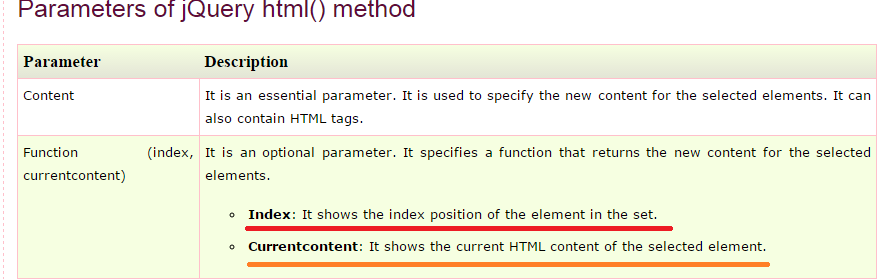 Parameters of jQuery html() method
Parameter Description
Content It is an essential parameter. It is used to specify the new content for the selected elements. It can
also contain HTML tags.
Function (index, It is an optional parameter. It specifies a function that returns the new content for the selected
currentcontent) elements.
Index: It shows the index position of the element in the set.
Currentcontent: It shows the current HTML content of the selected element.